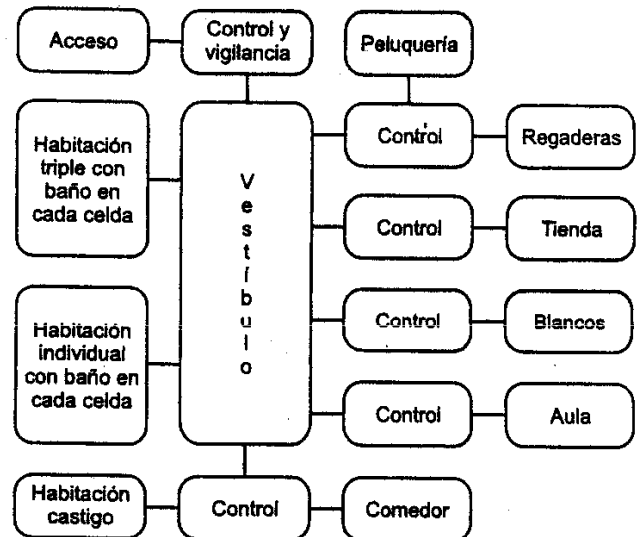 Acceso
Control y
vigilancia
Peluquería
Habitación
triple con
baño en
cada celda
Vestíbulo
Control
Regaderas
Control
Tienda
Habitación
individual
con baño en
cada celda
Control
Blancos
Control
Aula
Habitación
castigo
Control
Comedor